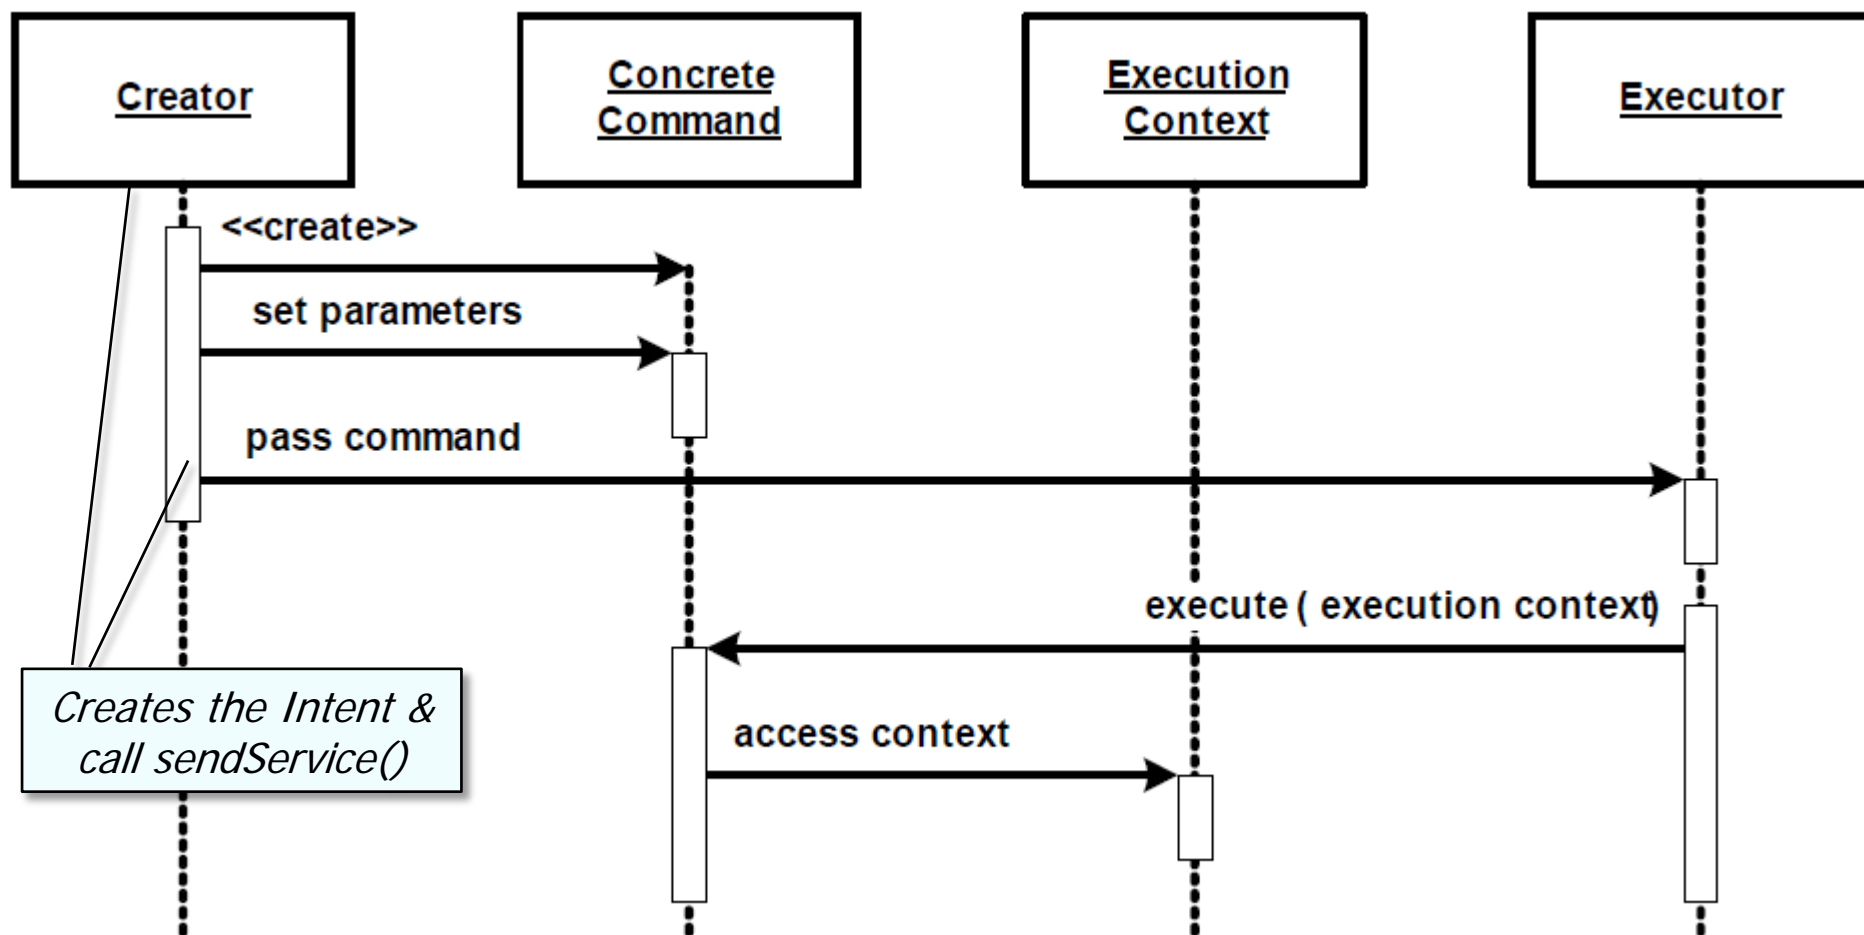 Creator
Concrete
Command
Execution
Context
Executor
<<create>>
set parameters
pass command
execute ( execution context)
Creates the Intent &
call sendService()
access context